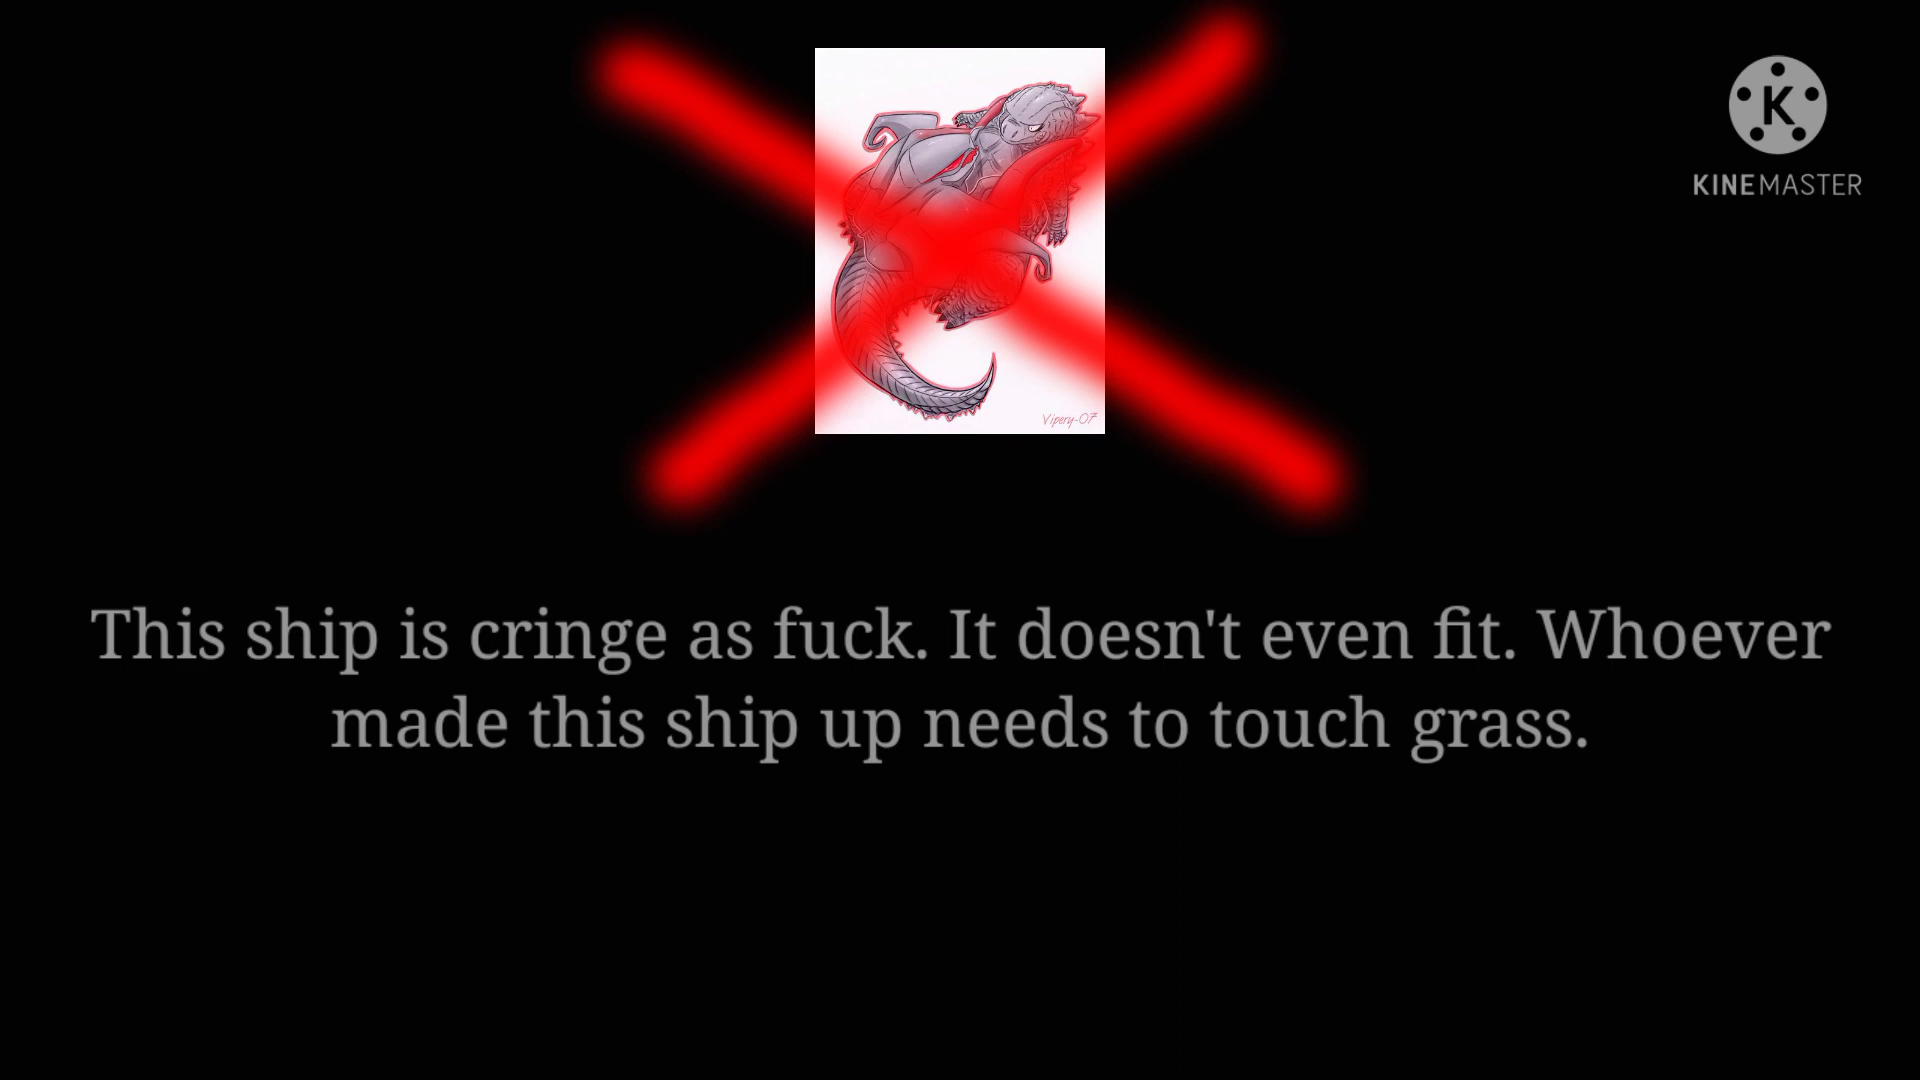 Vipery-07
KINEMASTER
This ship is cringe as fuck. It doesn't even fit. Whoever
made this ship up needs to touch grass.